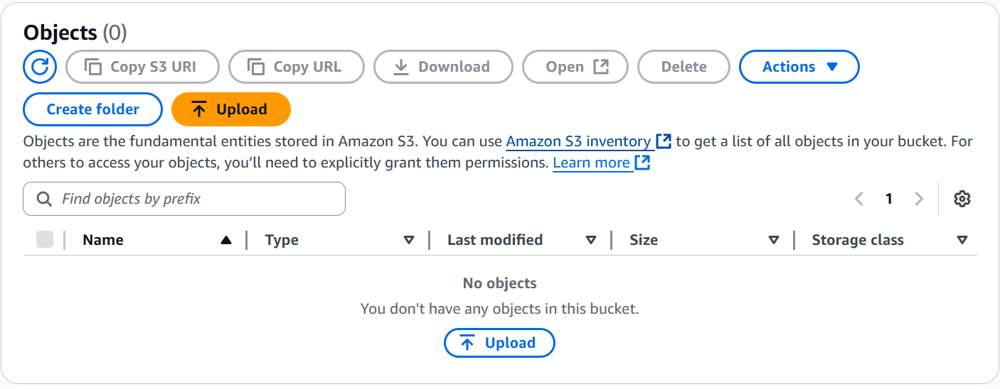 Objects (0)
Copy S3 URI Copy URL Download Open Delete Actions
Create folder Upload
Objects are the fundamental entities stored in Amazon S3. You can use Amazon S3 inventory to get a list of all objects in your bucket. For
others to access your objects, you’ll need to explicitly grant them permissions. Learn more
Find objects by prefix 1
Name Type Last modified Size Storage class
No objects
You don't have any objects in this bucket.
Upload